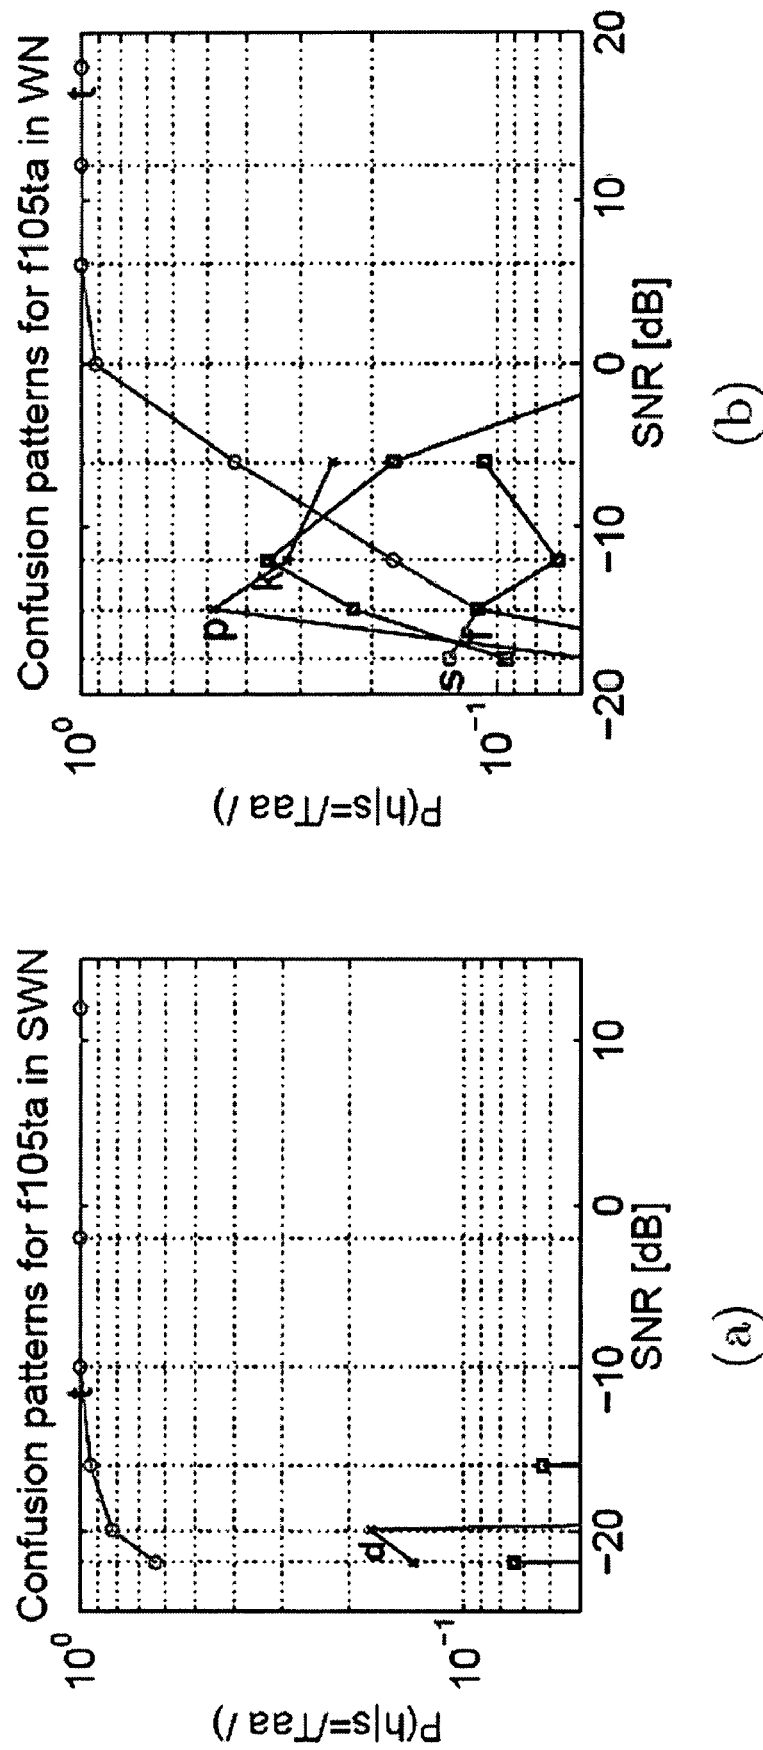 Confusion patterns for f105ta in SWN
10⁰
10⁻¹
P(h|s=/Taa /)
t
d
−20
−10
0
10
SNR [dB]
(a)
Confusion patterns for f105ta in WN
10⁰
10⁻¹
P(h|s=/Taa /)
t
p
k
s
f
−20
−10
0
10
20
SNR [dB]
(b)